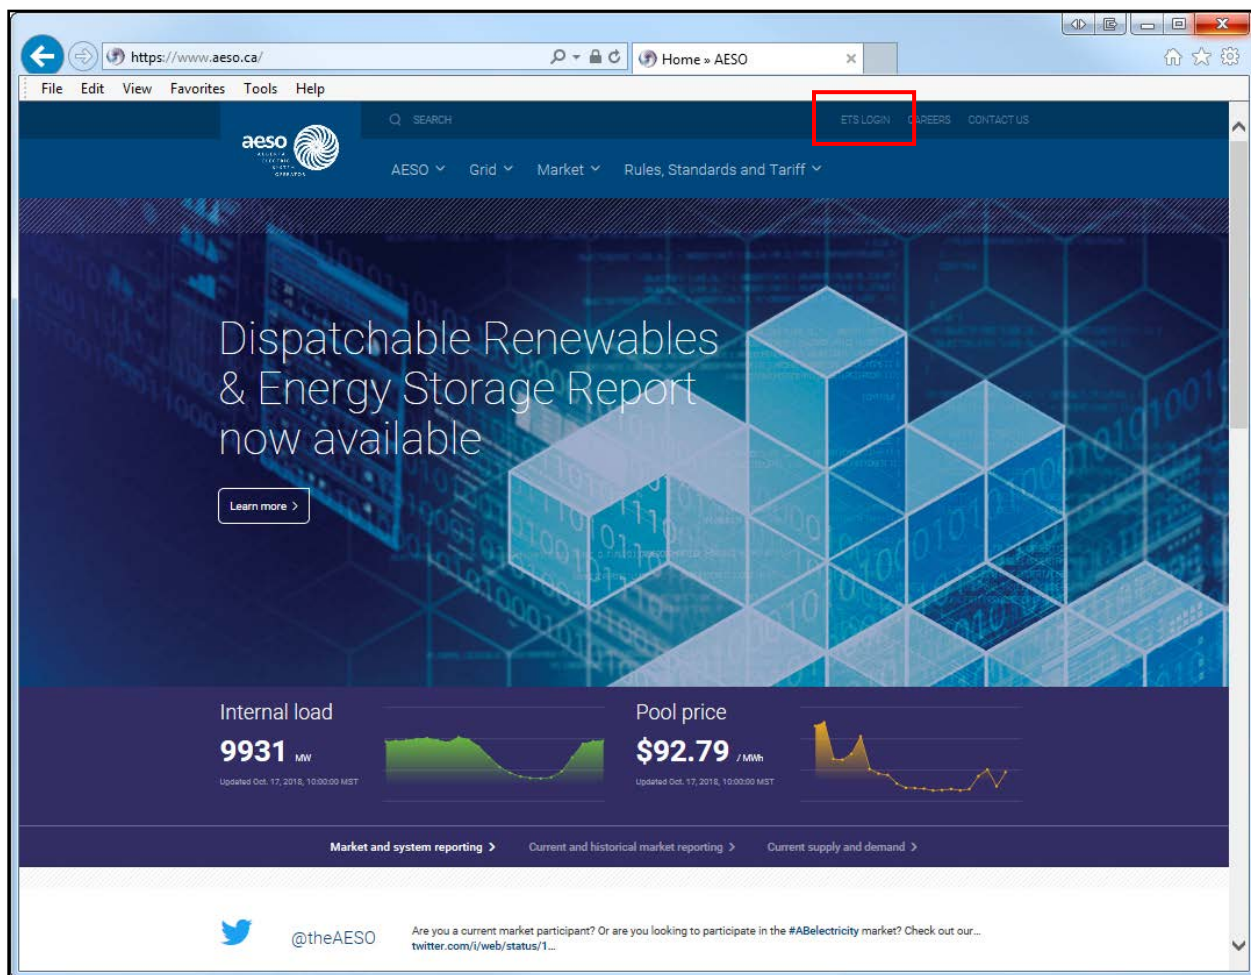 https://www.aeso.ca/
Home » AESO
File Edit View Favorites Tools Help
SEARCH
ETS LOGIN CAREERS CONTACT US
aeso
ALBERTA
ELECTRIC
SYSTEM
OPERATOR
AESO Grid Market Rules, Standards and Tariff
Dispatchable Renewables
& Energy Storage Report
now available
Learn more >
Internal load
9931 MW
Updated Oct. 17, 2018, 10:00:00 MST
Pool price
$92.79 / MWh
Updated Oct. 17, 2018, 10:00:00 MST
Market and system reporting > Current and historical market reporting > Current supply and demand >
@theAESO
Are you a current market participant? Or are you looking to participate in the #ABelectricity market? Check out our...
twitter.com/i/web/status/1...